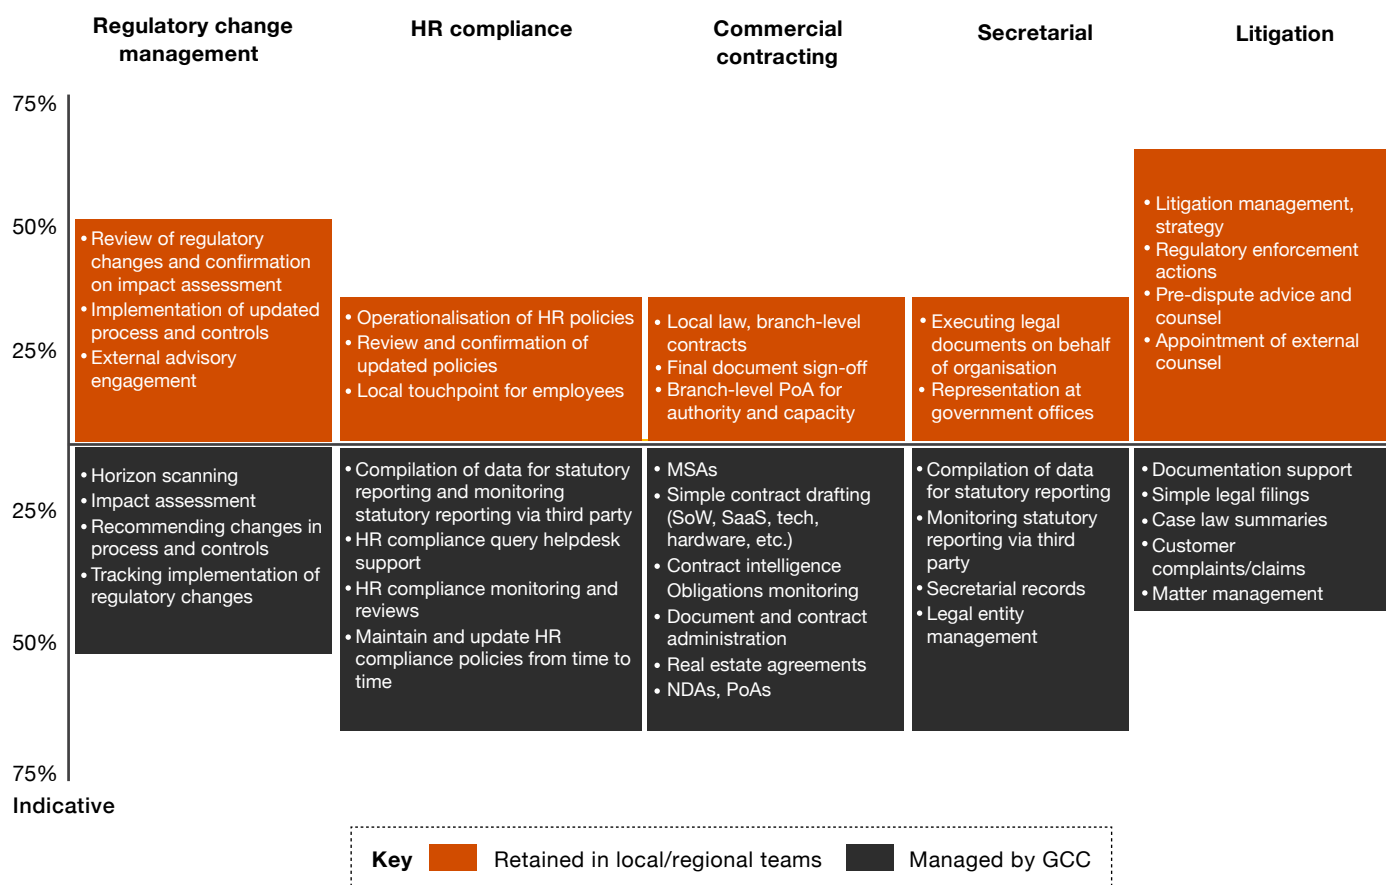 Regulatory change
management
HR compliance
Commercial
contracting
Secretarial
Litigation
75%
50%
25%
25%
50%
75%
Indicative
• Review of regulatory
changes and confirmation
on impact assessment
• Implementation of updated
process and controls
• External advisory
engagement
• Operationalisation of HR policies
• Review and confirmation of
updated policies
• Local touchpoint for employees
• Local law, branch-level
contracts
• Final document sign-off
• Branch-level PoA for
authority and capacity
• Executing legal
documents on behalf
of organisation
• Representation at
government offices
• Litigation management,
strategy
• Regulatory enforcement
actions
• Pre-dispute advice and
counsel
• Appointment of external
counsel
• Horizon scanning
• Impact assessment
• Recommending changes in
process and controls
• Tracking implementation of
regulatory changes
• Compilation of data for statutory
reporting and monitoring
statutory reporting via third party
• HR compliance query helpdesk
support
• HR compliance monitoring and
reviews
• Maintain and update HR
compliance policies from time to
time
• MSAs
• Simple contract drafting
(SoW, SaaS, tech,
hardware, etc.)
• Contract intelligence
Obligations monitoring
• Document and contract
administration
• Real estate agreements
• NDAs, PoAs
• Compilation of data
for statutory reporting
• Monitoring statutory
reporting via third
party
• Secretarial records
• Legal entity
management
• Documentation support
• Simple legal filings
• Case law summaries
• Customer
complaints/claims
• Matter management
Key
Retained in local/regional teams
Managed by GCC